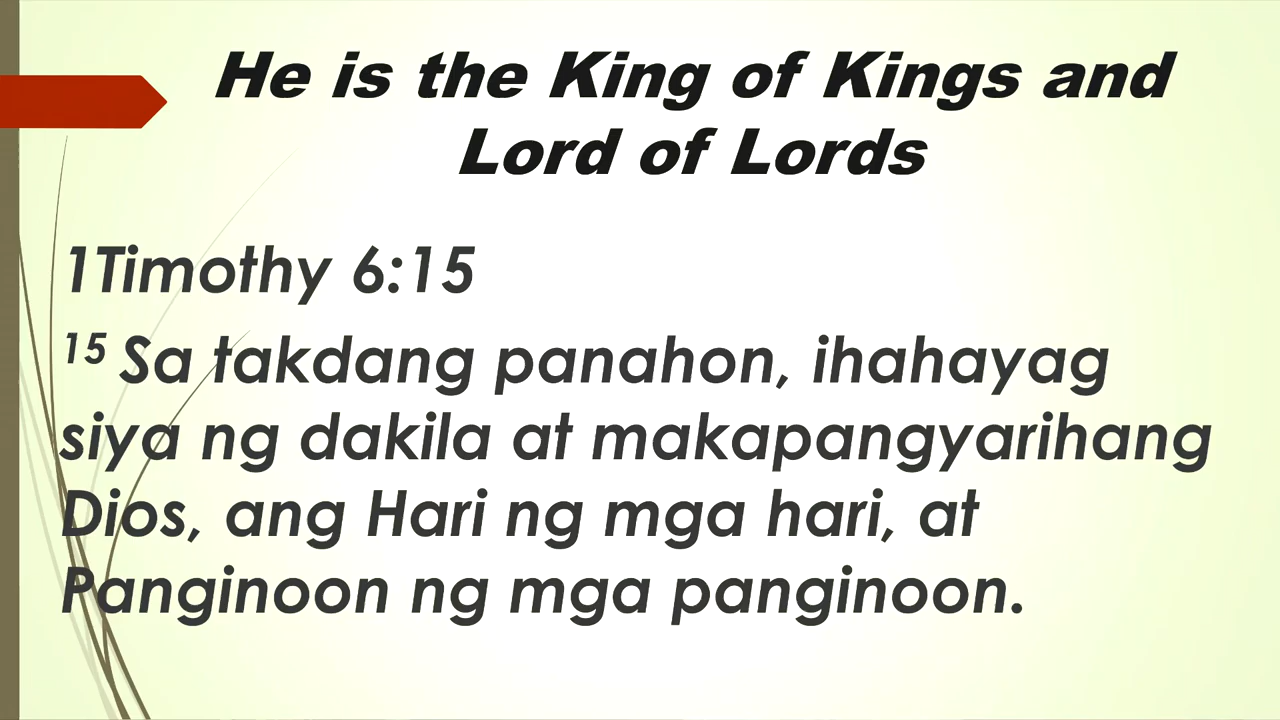 He is the King of Kings and
Lord of Lords
1Timothy 6:15
15 Sa takdang panahon, ihahayag
siya ng dakila at makapangyarihang
Dios, ang Hari ng mga hari, at
Panginoon ng mga panginoon.